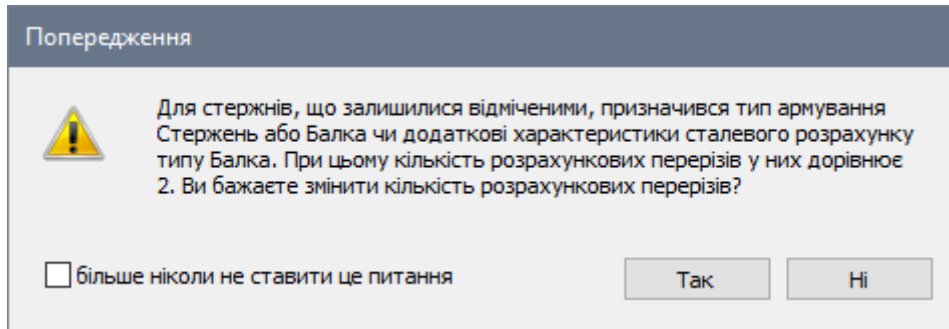 Попередження
Для стержнів, що залишилися відміченими, призначився тип армування
Стержень або Балка чи додаткові характеристики сталевого розрахунку
типу Балка. При цьому кількість розрахункових перерізів у них дорівнює
2. Ви бажаєте змінити кількість розрахункових перерізів?
більше ніколи не ставити це питання
Так
Ні